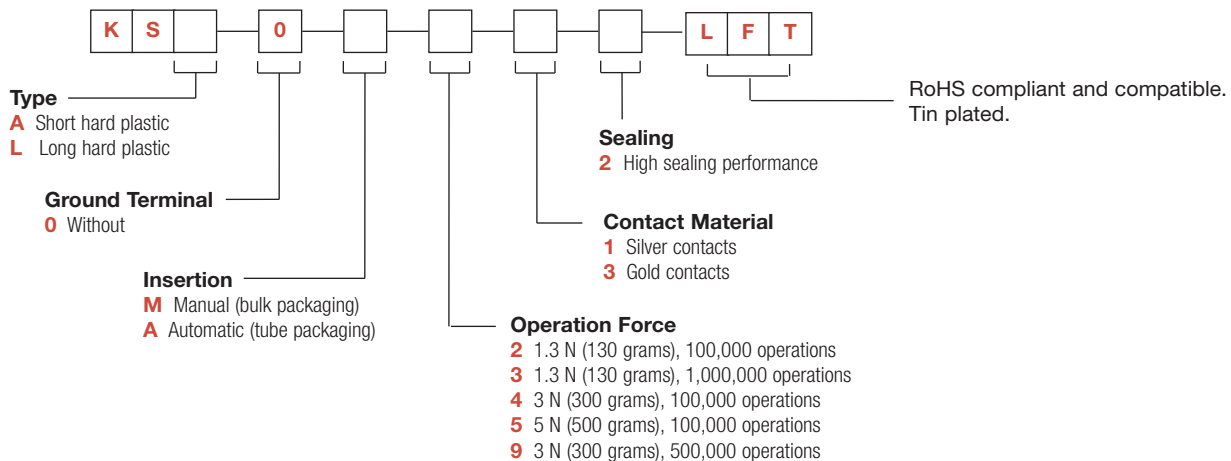 K S 0 L F T
RoHS compliant and compatible.
Tin plated.
Type
A Short hard plastic
L Long hard plastic
Sealing
2 High sealing performance
Ground Terminal
0 Without
Contact Material
1 Silver contacts
3 Gold contacts
Insertion
M Manual (bulk packaging)
A Automatic (tube packaging)
Operation Force
2 1.3 N (130 grams), 100,000 operations
3 1.3 N (130 grams), 1,000,000 operations
4 3 N (300 grams), 100,000 operations
5 5 N (500 grams), 100,000 operations
9 3 N (300 grams), 500,000 operations